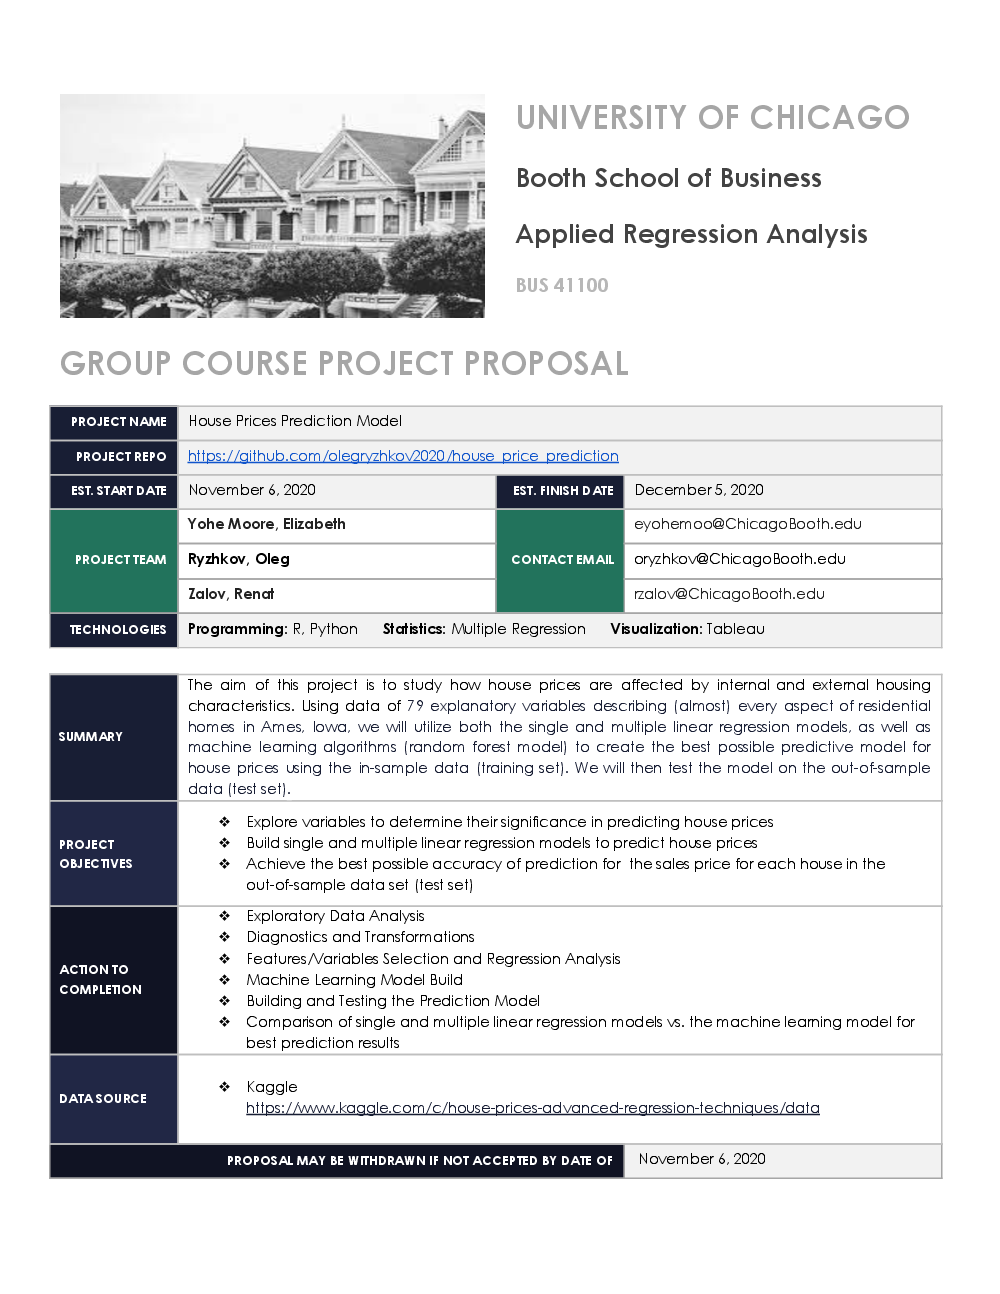 UNIVERSITY OF CHICAGO
Booth School of Business
Applied Regression Analysis
BUS 41100
GROUP COURSE PROJECT PROPOSAL
PROJECT NAME House Prices Prediction Model
PROJECT REPO https://github.com/olegryzhkov2020/house_price_prediction
EST. START DATE November 6, 2020 EST. FINISH DATE December 5, 2020
Yohe Moore, Elizabeth eyohemoo@ChicagoBooth.edu
PROJECT TEAM Ryzhkov, Oleg CONTACT EMAIL oryzhkov@ChicagoBooth.edu
Zalov, Renat rzalov@ChicagoBooth.edu
TECHNOLOGIES Programming: R, Python Statistics: Multiple Regression Visualization: Tableau
The aim of this project is to study how house prices are affected by internal and external housing
characteristics. Using data of 79 explanatory variables describing (almost) every aspect of residential
homes in Ames, Iowa, we will utilize both the single and multiple linear regression models, as well as
SUMMARY
machine learning algorithms (random forest model) to create the best possible predictive model for
house prices using the in-sample data (training set). We will then test the model on the out-of-sample
data (test set).
PROJECT
OBJECTIVES
❖ Explore variables to determine their significance in predicting house prices
❖ Build single and multiple linear regression models to predict house prices
❖ Achieve the best possible accuracy of prediction for the sales price for each house in the
out-of-sample data set (test set)
ACTION TO
COMPLETION
❖ Exploratory Data Analysis
❖ Diagnostics and Transformations
❖ Features/Variables Selection and Regression Analysis
❖ Machine Learning Model Build
❖ Building and Testing the Prediction Model
❖ Comparison of single and multiple linear regression models vs. the machine learning model for
best prediction results
DATA SOURCE
❖ Kaggle
https://www.kaggle.com/c/house-prices-advanced-regression-techniques/data
PROPOSAL MAY BE WITHDRAWN IF NOT ACCEPTED BY DATE OF November 6, 2020